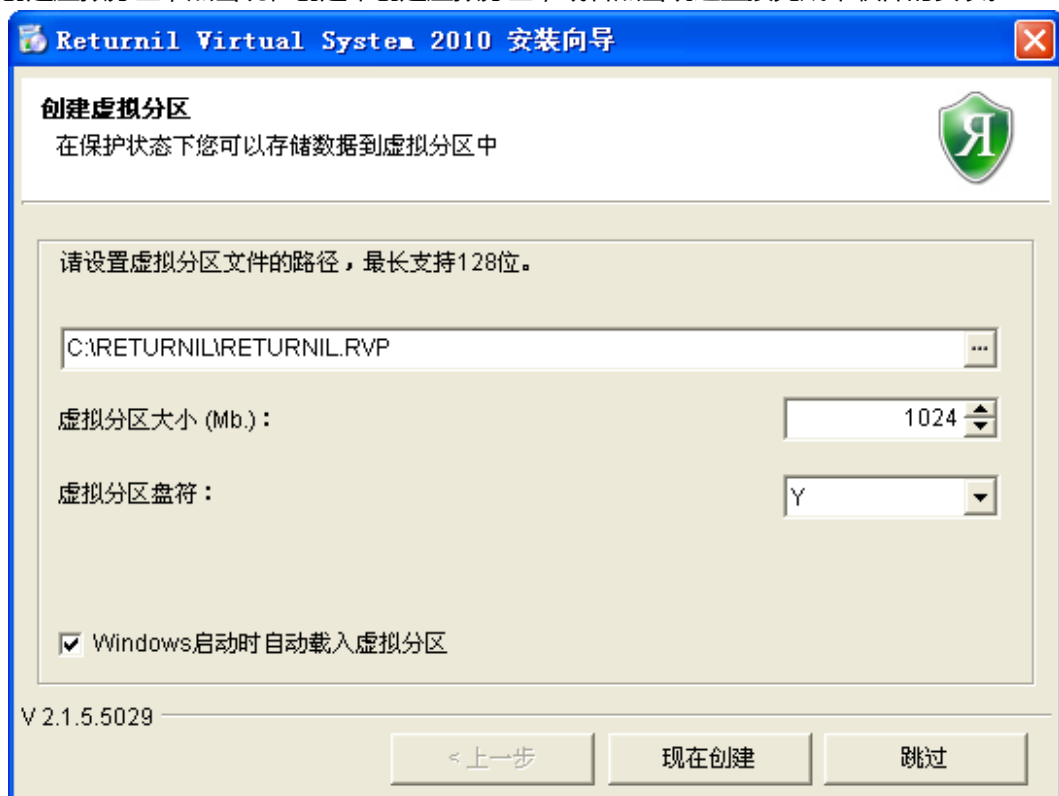 Returnil Virtual System 2010 安装向导
创建虚拟分区
在保护状态下您可以存储数据到虚拟分区中
Я
请设置虚拟分区文件的路径，最长支持128位。
C:\RETURNIL\RETURNIL.RVP
...
虚拟分区大小 (Mb.)：
1024
虚拟分区盘符：
Y
Windows启动时自动载入虚拟分区
V 2.1.5.5029
<上一步
现在创建
跳过